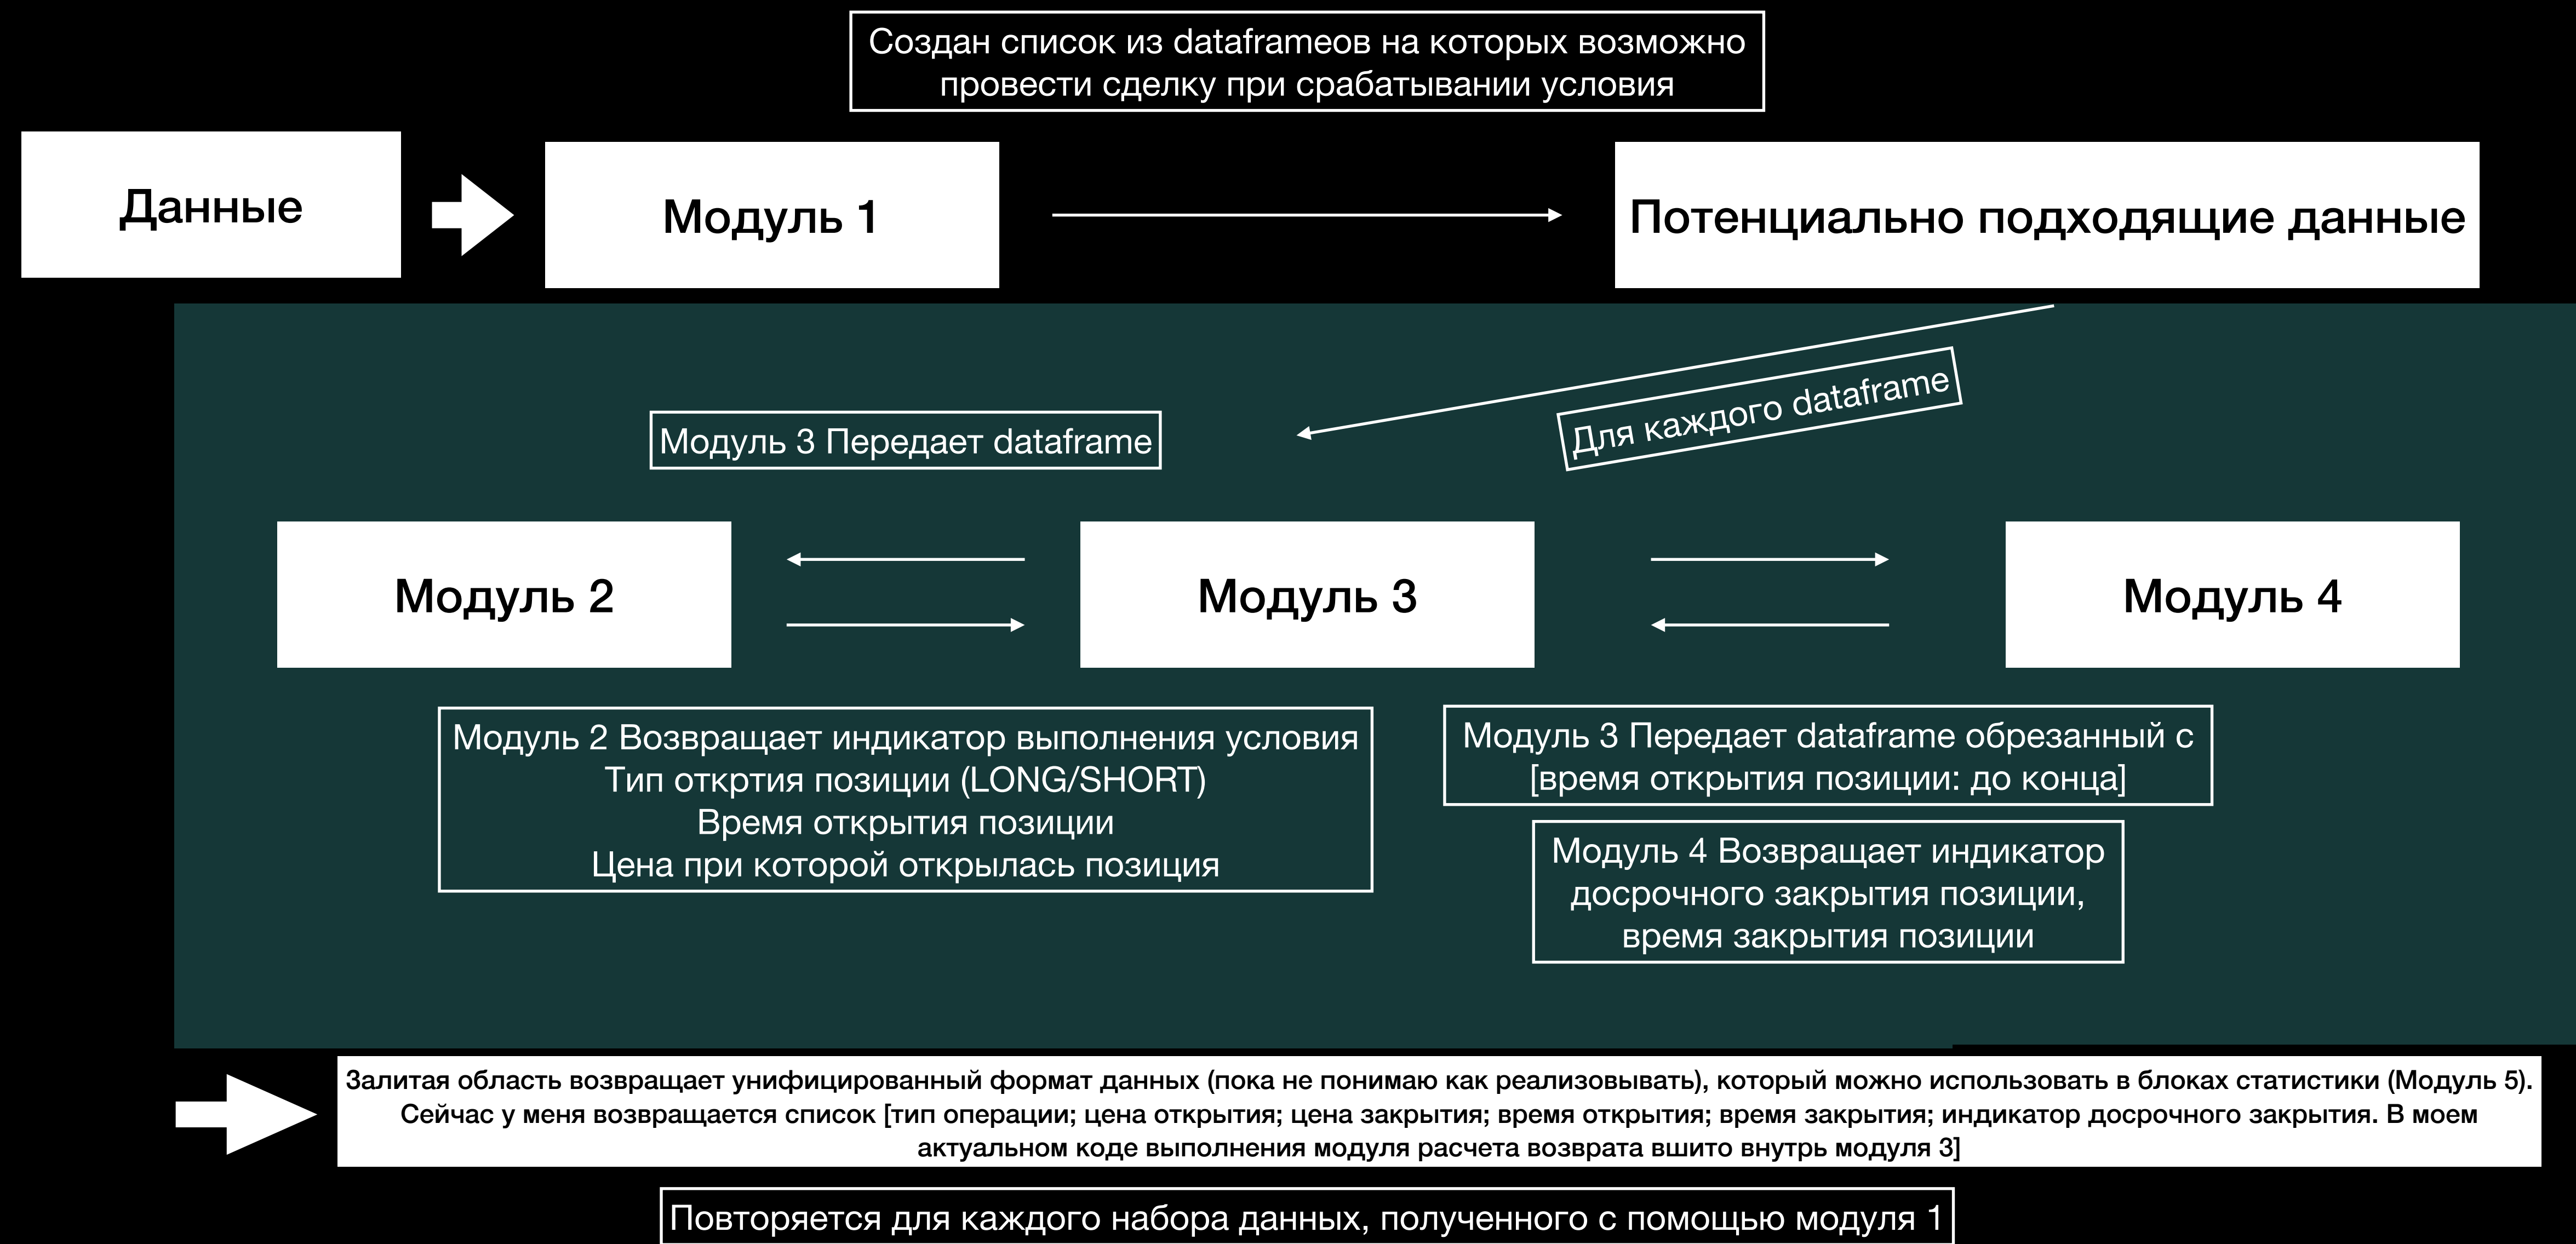 Создан список из dataframeов на которых возможно
провести сделку при срабатывании условия
Данные
Модуль 1
Потенциально подходящие данные
Для каждого dataframe
Модуль 3 Передает dataframe
Модуль 2
Модуль 3
Модуль 4
Модуль 2 Возвращает индикатор выполнения условия
Тип откртия позиции (LONG/SHORT)
Время открытия позиции
Цена при которой открылась позиция
Модуль 3 Передает dataframe обрезанный с
[время открытия позиции: до конца]
Модуль 4 Возвращает индикатор
досрочного закрытия позиции,
время закрытия позиции
Залитая область возвращает унифицированный формат данных (пока не понимаю как реализовывать), который можно использовать в блоках статистики (Модуль 5).
Сейчас у меня возвращается список [тип операции; цена открытия; цена закрытия; время открытия; время закрытия; индикатор досрочного закрытия. В моем
актуальном коде выполнения модуля расчета возврата вшито внутрь модуля 3]
Повторяется для каждого набора данных, полученного с помощью модуля 1